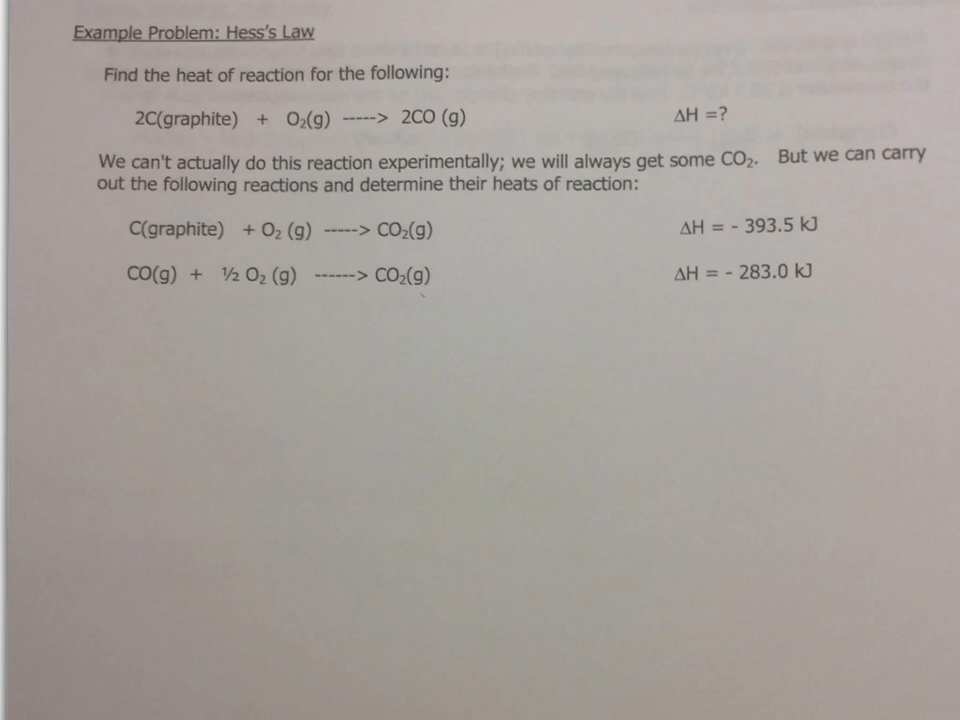 Example Problem: Hess's Law
Find the heat of reaction for the following:
2C(graphite) + O₂(g) -----> 2CO (g) ΔH =?
We can't actually do this reaction experimentally; we will always get some CO₂. But we can carry
out the following reactions and determine their heats of reaction:
C(graphite) + O₂ (g) -----> CO₂(g) ΔH = - 393.5 kJ
CO(g) + ½ O₂ (g) ------> CO₂(g) ΔH = - 283.0 kJ